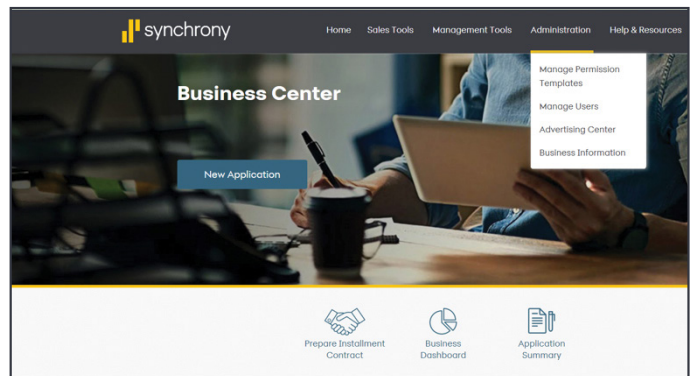 synchrony
Home Sales Tools Management Tools Administration Help & Resources
Manage Permission
Templates
Manage Users
Advertising Center
Business Information
Business Center
New Application
Prepare Installment
Contract
Business
Dashboard
Application
Summary